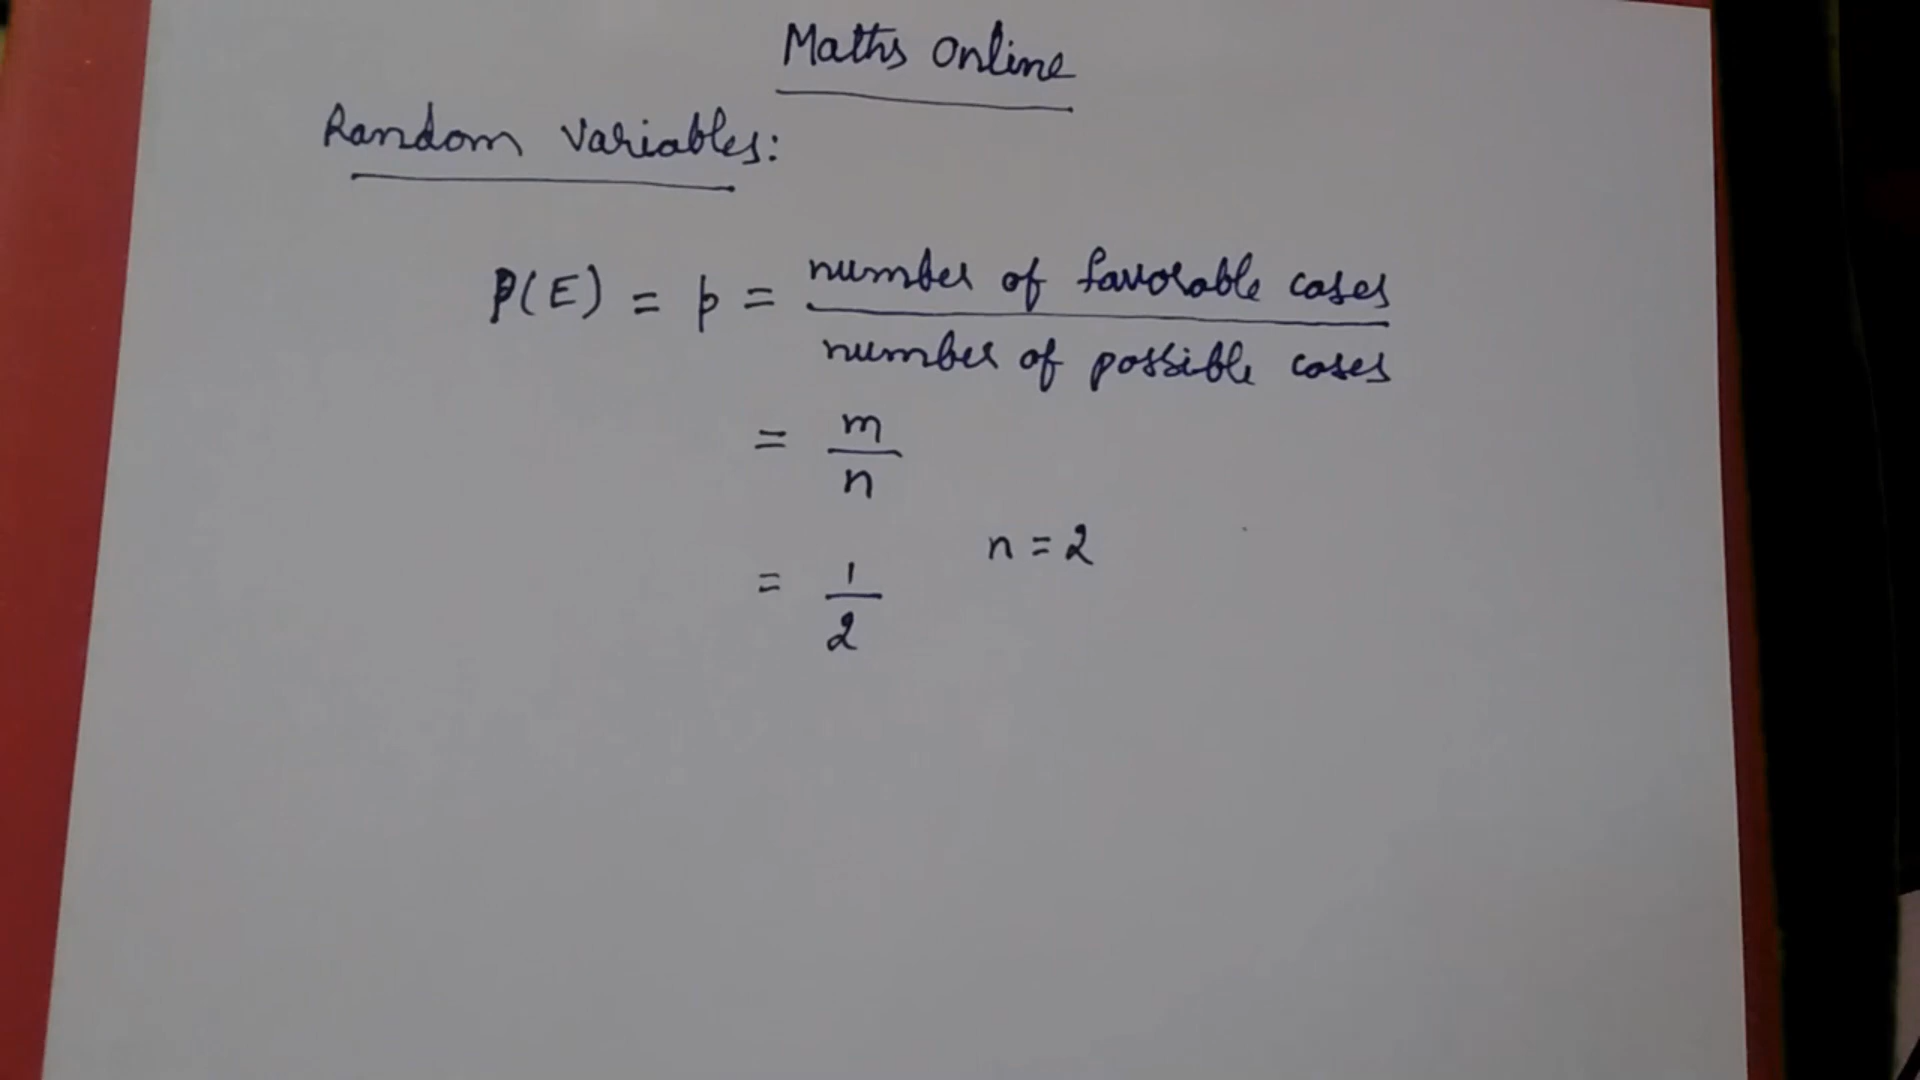 Maths Online
Random Variables:
P(E) = p = number of favorable cases
number of possible cases
= m
n
n = 2
= 1
2